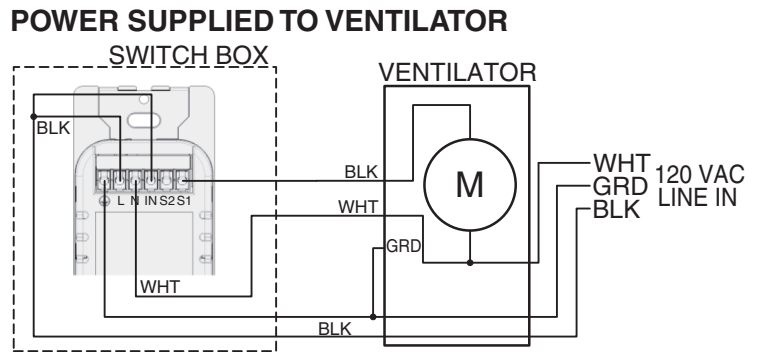 POWER SUPPLIED TO VENTILATOR
SWITCH BOX
VENTILATOR
BLK
BLK
M
WHT
GRD
BLK
120 VAC
LINE IN
L N IN S2 S1
WHT
GRD
WHT
BLK